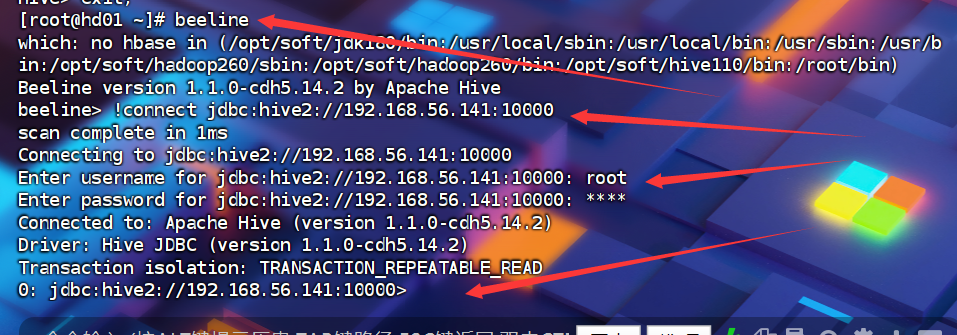 Hive> exit;
[root@hd01 ~]# beeline
which: no hbase in (/opt/soft/jdk180/bin:/usr/local/sbin:/usr/local/bin:/usr/sbin:/usr/b
in:/opt/soft/hadoop260/sbin:/opt/soft/hadoop260/bin:/opt/soft/hive110/bin:/root/bin)
Beeline version 1.1.0-cdh5.14.2 by Apache Hive
beeline> !connect jdbc:hive2://192.168.56.141:10000
scan complete in 1ms
Connecting to jdbc:hive2://192.168.56.141:10000
Enter username for jdbc:hive2://192.168.56.141:10000: root
Enter password for jdbc:hive2://192.168.56.141:10000: ****
Connected to: Apache Hive (version 1.1.0-cdh5.14.2)
Driver: Hive JDBC (version 1.1.0-cdh5.14.2)
Transaction isolation: TRANSACTION_REPEATABLE_READ
0: jdbc:hive2://192.168.56.141:10000>